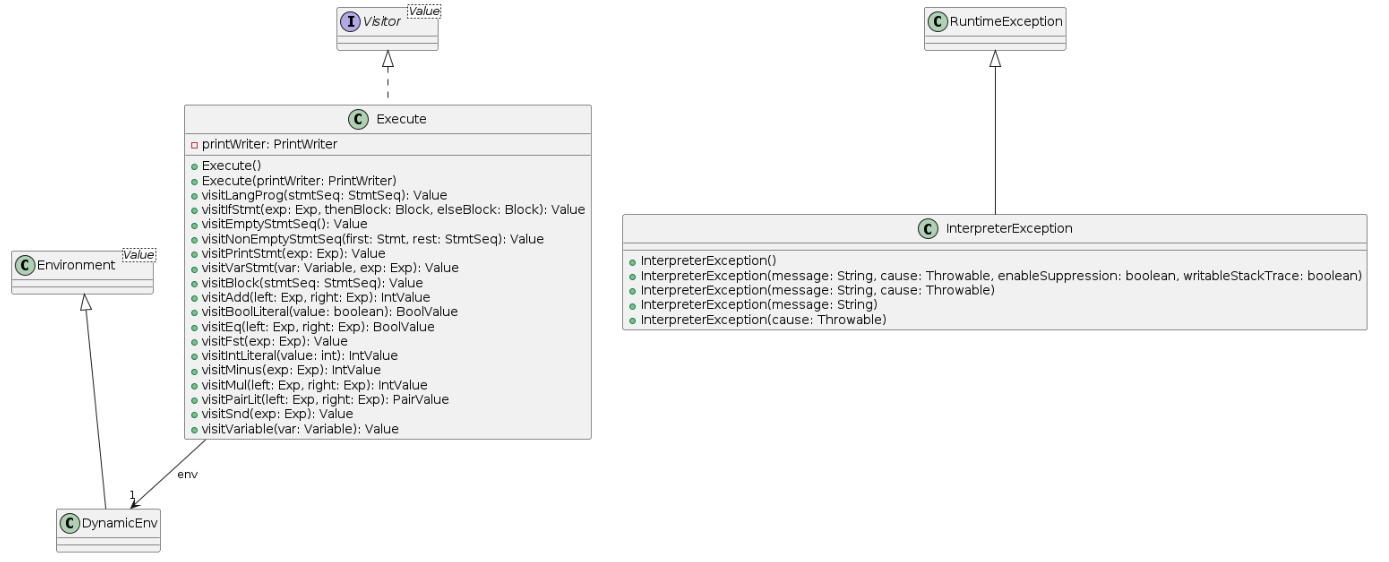 I Visitor Value
C Execute
printWriter: PrintWriter
Execute()
Execute(printWriter: PrintWriter)
visitLangProg(stmtSeq: StmtSeq): Value
visitIfStmt(exp: Exp, thenBlock: Block, elseBlock: Block): Value
visitEmptyStmtSeq(): Value
visitNonEmptyStmtSeq(first: Stmt, rest: StmtSeq): Value
visitPrintStmt(exp: Exp): Value
visitVarStmt(var: Variable, exp: Exp): Value
visitBlock(stmtSeq: StmtSeq): Value
visitAdd(left: Exp, right: Exp): IntValue
visitBoolLiteral(value: boolean): BoolValue
visitEq(left: Exp, right: Exp): BoolValue
visitFst(exp: Exp): Value
visitIntLiteral(value: int): IntValue
visitMinus(exp: Exp): IntValue
visitMul(left: Exp, right: Exp): IntValue
visitPairLit(left: Exp, right: Exp): PairValue
visitSnd(exp: Exp): Value
visitVariable(var: Variable): Value
C Environment Value
env
1
C DynamicEnv
C RuntimeException
C InterpreterException
InterpreterException()
InterpreterException(message: String, cause: Throwable, enableSuppression: boolean, writableStackTrace: boolean)
InterpreterException(message: String, cause: Throwable)
InterpreterException(message: String)
InterpreterException(cause: Throwable)